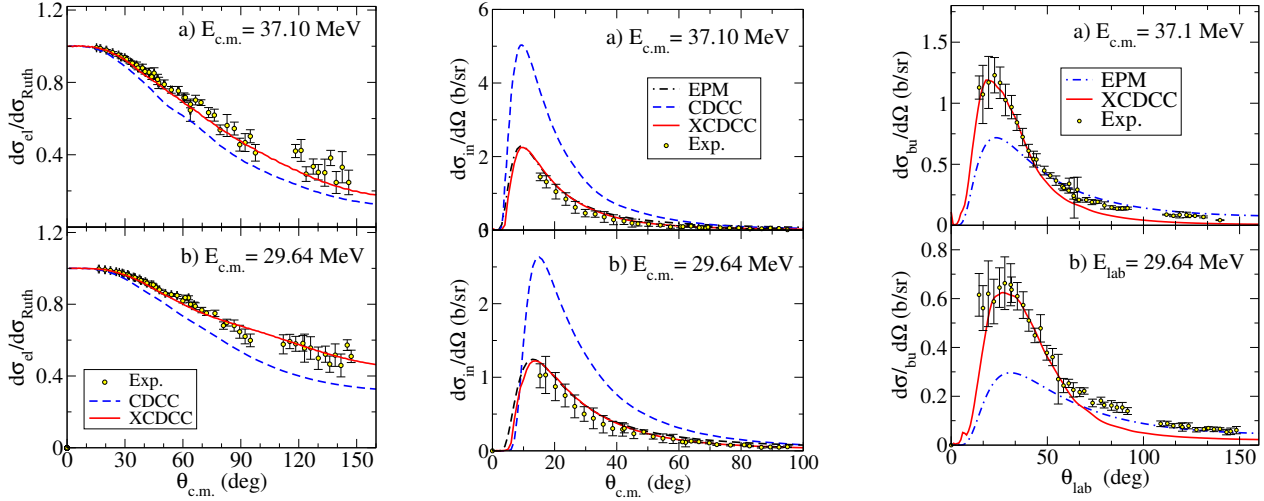 a) E_c.m. = 37.10 MeV
dσ_el/dσ_Ruth
1.2
0.8
0.4
b) E_c.m. = 29.64 MeV
dσ_el/dσ_Ruth
1.2
0.8
0.4
0
Exp.
CDCC
XCDCC
0 30 60 90 120 150
θ_c.m. (deg)
a) E_c.m. = 37.10 MeV
dσ_in/dΩ (b/sr)
6
4
2
0
EPM
CDCC
XCDCC
Exp.
b) E_c.m. = 29.64 MeV
dσ_in/dΩ (b/sr)
2
1
0
0 20 40 60 80 100
θ_c.m. (deg)
a) E_c.m. = 37.1 MeV
dσ_bu/dΩ (b/sr)
1.5
1
0.5
0
EPM
XCDCC
Exp.
b) E_lab = 29.64 MeV
dσ/_bu dΩ (b/sr)
0.8
0.6
0.4
0.2
0
0 50 100 150
θ_lab (deg)